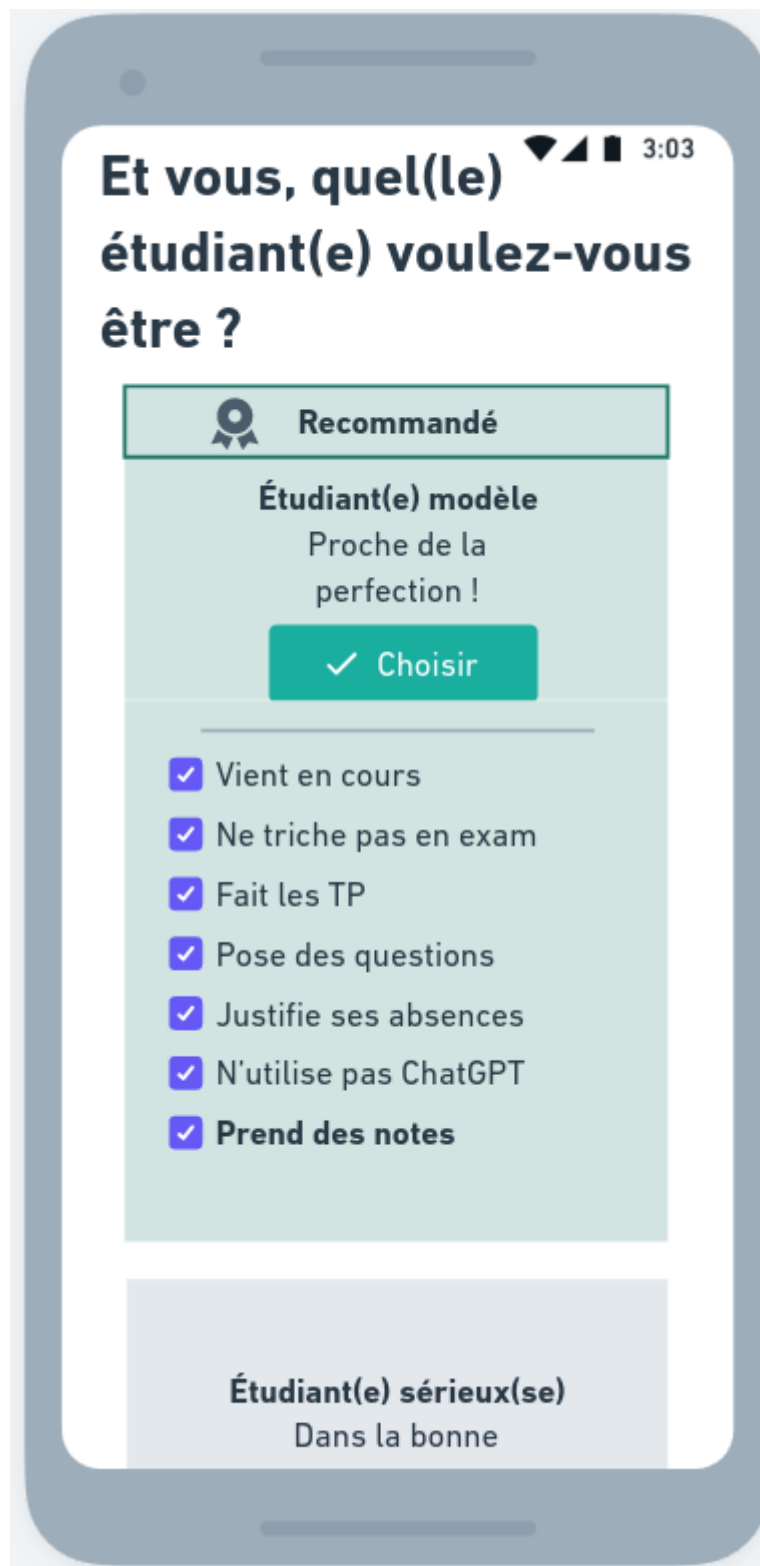 3:03
Et vous, quel(le)
étudiant(e) voulez-vous
être ?
Recommandé
Étudiant(e) modèle
Proche de la
perfection !
Choisir
Vient en cours
Ne triche pas en exam
Fait les TP
Pose des questions
Justifie ses absences
N'utilise pas ChatGPT
Prend des notes
Étudiant(e) sérieux(se)
Dans la bonne